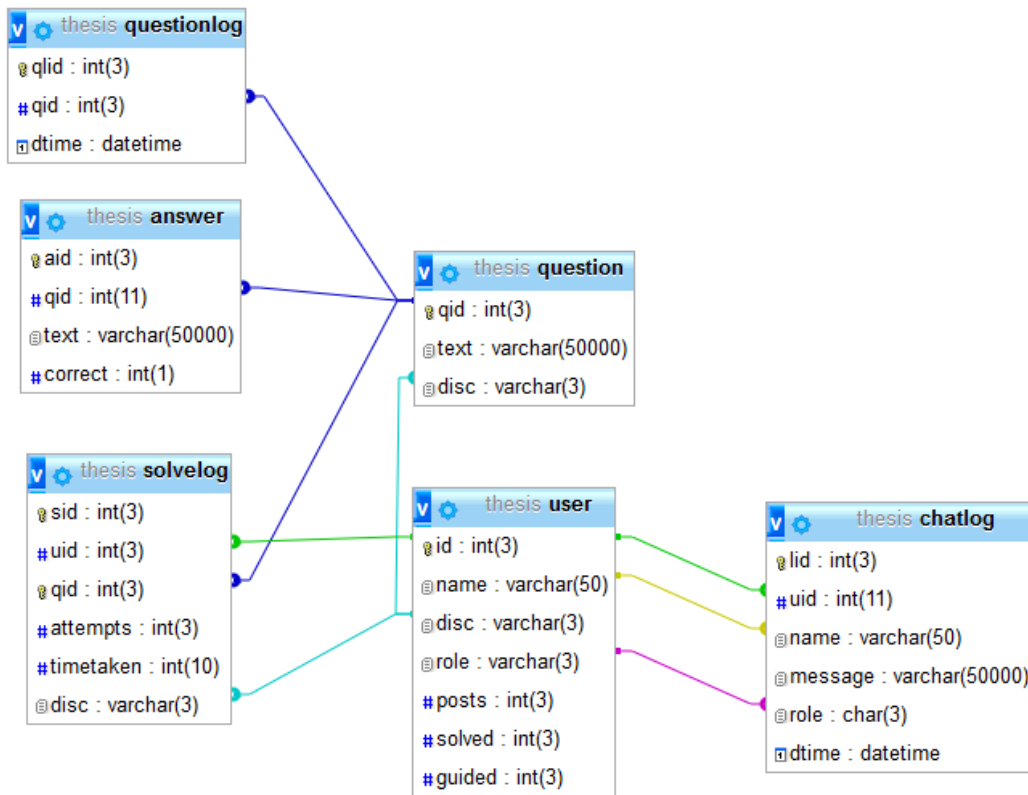 thesis questionlog
qlid : int(3)
qid : int(3)
dtime : datetime
thesis answer
aid : int(3)
qid : int(11)
text : varchar(50000)
correct : int(1)
thesis question
qid : int(3)
text : varchar(50000)
disc : varchar(3)
thesis solvelog
sid : int(3)
uid : int(3)
qid : int(3)
attempts : int(3)
timetaken : int(10)
disc : varchar(3)
thesis user
id : int(3)
name : varchar(50)
disc : varchar(3)
role : varchar(3)
posts : int(3)
solved : int(3)
guided : int(3)
thesis chatlog
lid : int(3)
uid : int(11)
name : varchar(50)
message : varchar(50000)
role : char(3)
dtime : datetime